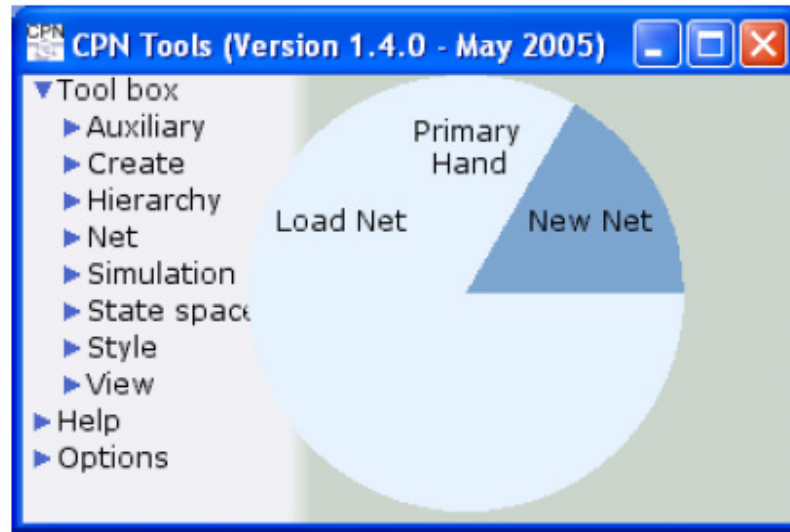 CPN Tools (Version 1.4.0 - May 2005)
Tool box
Auxiliary
Create
Hierarchy
Net
Simulation
State space
Style
View
Help
Options
Primary
Hand
Load Net
New Net